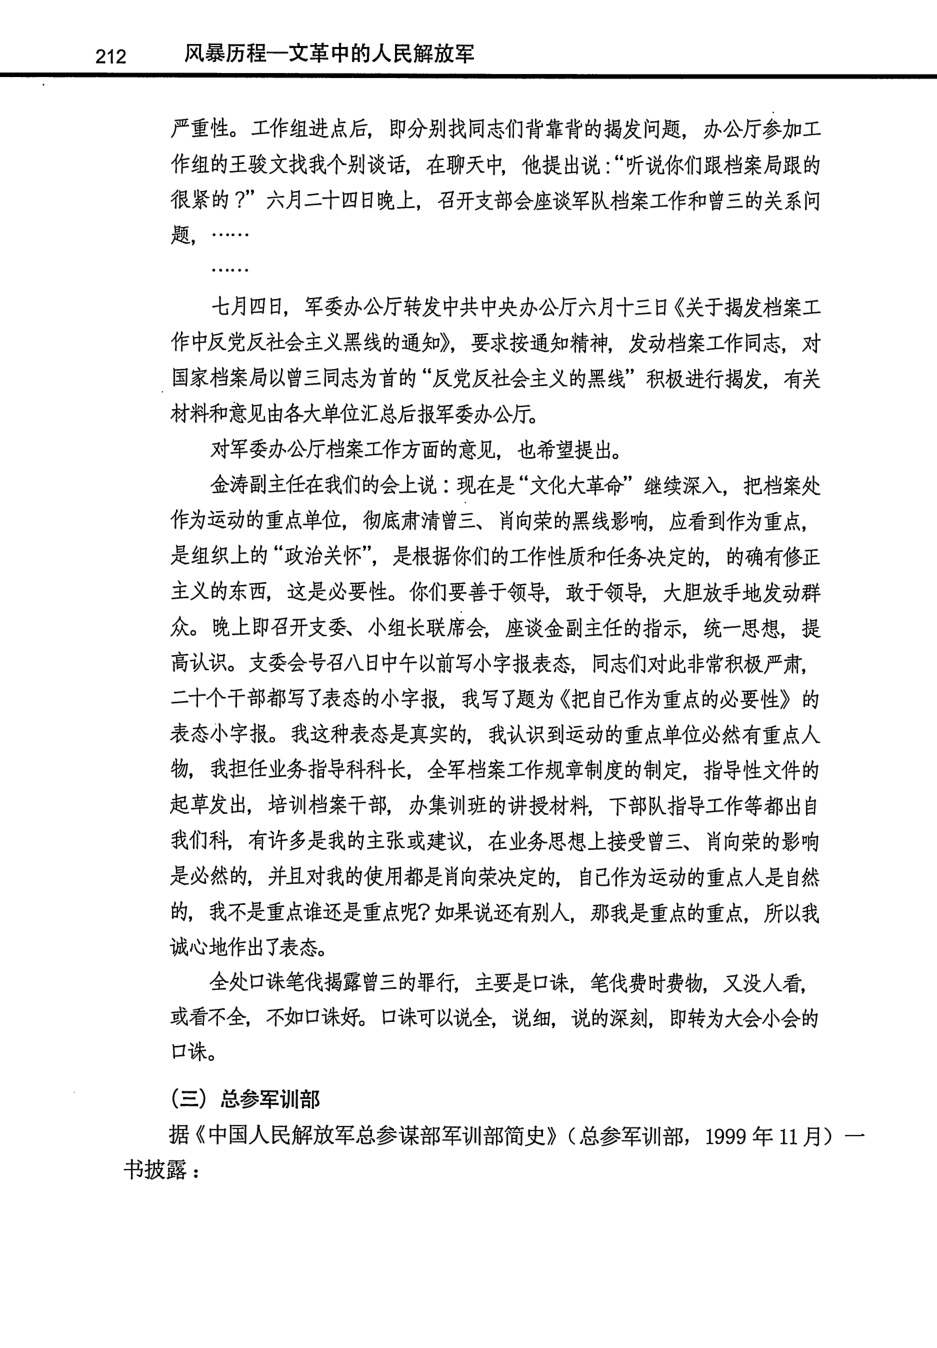 212 风暴历程—文革中的人民解放军
严重性。工作组进点后，即分别找同志们背靠背的揭发问题，办公厅参加工
作组的王骏文找我个别谈话，在聊天中，他提出说：“听说你们跟档案局跟的
很紧的？”六月二十四日晚上，召开支部会座谈军队档案工作和曾三的关系问
题，……
……
七月四日，军委办公厅转发中共中央办公厅六月十三日《关于揭发档案工
作中反党反社会主义黑线的通知》，要求按通知精神，发动档案工作同志，对
国家档案局以曾三同志为首的“反党反社会主义的黑线”积极进行揭发，有关
材料和意见由各大单位汇总后报军委办公厅。
对军委办公厅档案工作方面的意见，也希望提出。
金涛副主任在我们的会上说：现在是“文化大革命”继续深入，把档案处
作为运动的重点单位，彻底肃清曾三、肖向荣的黑线影响，应看到作为重点，
是组织上的“政治关怀”，是根据你们的工作性质和任务决定的，的确有修正
主义的东西，这是必要性。你们要善于领导，敢于领导，大胆放手地发动群
众。晚上即召开支委、小组长联席会，座谈金副主任的指示，统一思想，提
高认识。支委会号召八日中午以前写小字报表态，同志们对此非常积极严肃，
二十个干部都写了表态的小字报，我写了题为《把自己作为重点的必要性》的
表态小字报。我这种表态是真实的，我认识到运动的重点单位必然有重点人
物，我担任业务指导科科长，全军档案工作规章制度的制定，指导性文件的
起草发出，培训档案干部，办集训班的讲授材料，下部队指导工作等都出自
我们科，有许多是我的主张或建议，在业务思想上接受曾三、肖向荣的影响
是必然的，并且对我的使用都是肖向荣决定的，自己作为运动的重点人是自然
的，我不是重点谁还是重点呢？如果说还有别人，那我是重点的重点，所以我
诚心地作出了表态。
全处口诛笔伐揭露曾三的罪行，主要是口诛，笔伐费时费物，又没人看，
或看不全，不如口诛好。口诛可以说全，说细，说的深刻，即转为大会小会的
口诛。
（三）总参军训部
据《中国人民解放军总参谋部军训部简史》（总参军训部，1999 年 11 月）一
书披露：